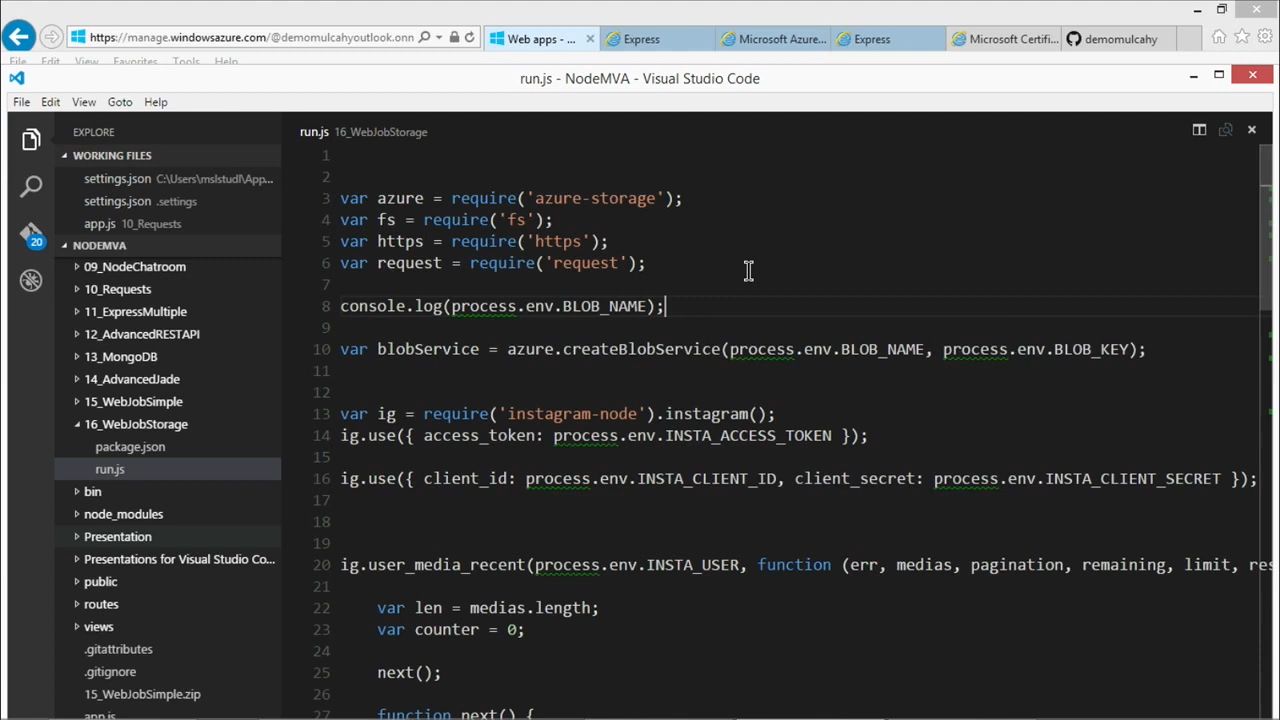 https://manage.windowsazure.com/@demomulcahyoutlook.onn
Web apps - ...
Express
Microsoft Azure...
Express
Microsoft Certifi...
demomulcahy
File Edit View Favorites Tools Help
run.js - NodeMVA - Visual Studio Code
File Edit View Goto Help
EXPLORE
WORKING FILES
settings.json C:\Users\mslstudl\App...
settings.json .settings
app.js 10_Requests
NODEMVA
09_NodeChatroom
10_Requests
11_ExpressMultiple
12_AdvancedRESTAPI
13_MongoDB
14_AdvancedJade
15_WebJobSimple
16_WebJobStorage
package.json
run.js
bin
node_modules
Presentation
Presentations for Visual Studio Co...
public
routes
views
.gitattributes
.gitignore
15_WebJobSimple.zip
app.js
20
run.js 16_WebJobStorage
1
2
3 var azure = require('azure-storage');
4 var fs = require('fs');
5 var https = require('https');
6 var request = require('request');
7
8 console.log(process.env.BLOB_NAME);
9
10 var blobService = azure.createBlobService(process.env.BLOB_NAME, process.env.BLOB_KEY);
11
12
13 var ig = require('instagram-node').instagram();
14 ig.use({ access_token: process.env.INSTA_ACCESS_TOKEN });
15
16 ig.use({ client_id: process.env.INSTA_CLIENT_ID, client_secret: process.env.INSTA_CLIENT_SECRET });
17
18
19
20 ig.user_media_recent(process.env.INSTA_USER, function (err, medias, pagination, remaining, limit, res
21
22 var len = medias.length;
23 var counter = 0;
24
25 next();
26
27 function next() {